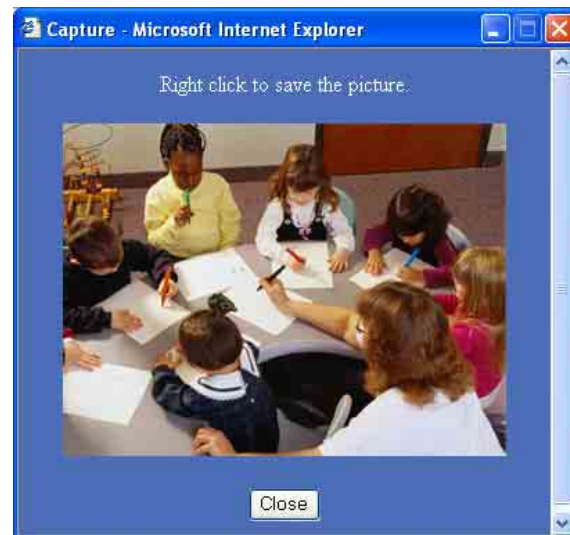 Capture - Microsoft Internet Explorer
Right click to save the picture.
Close